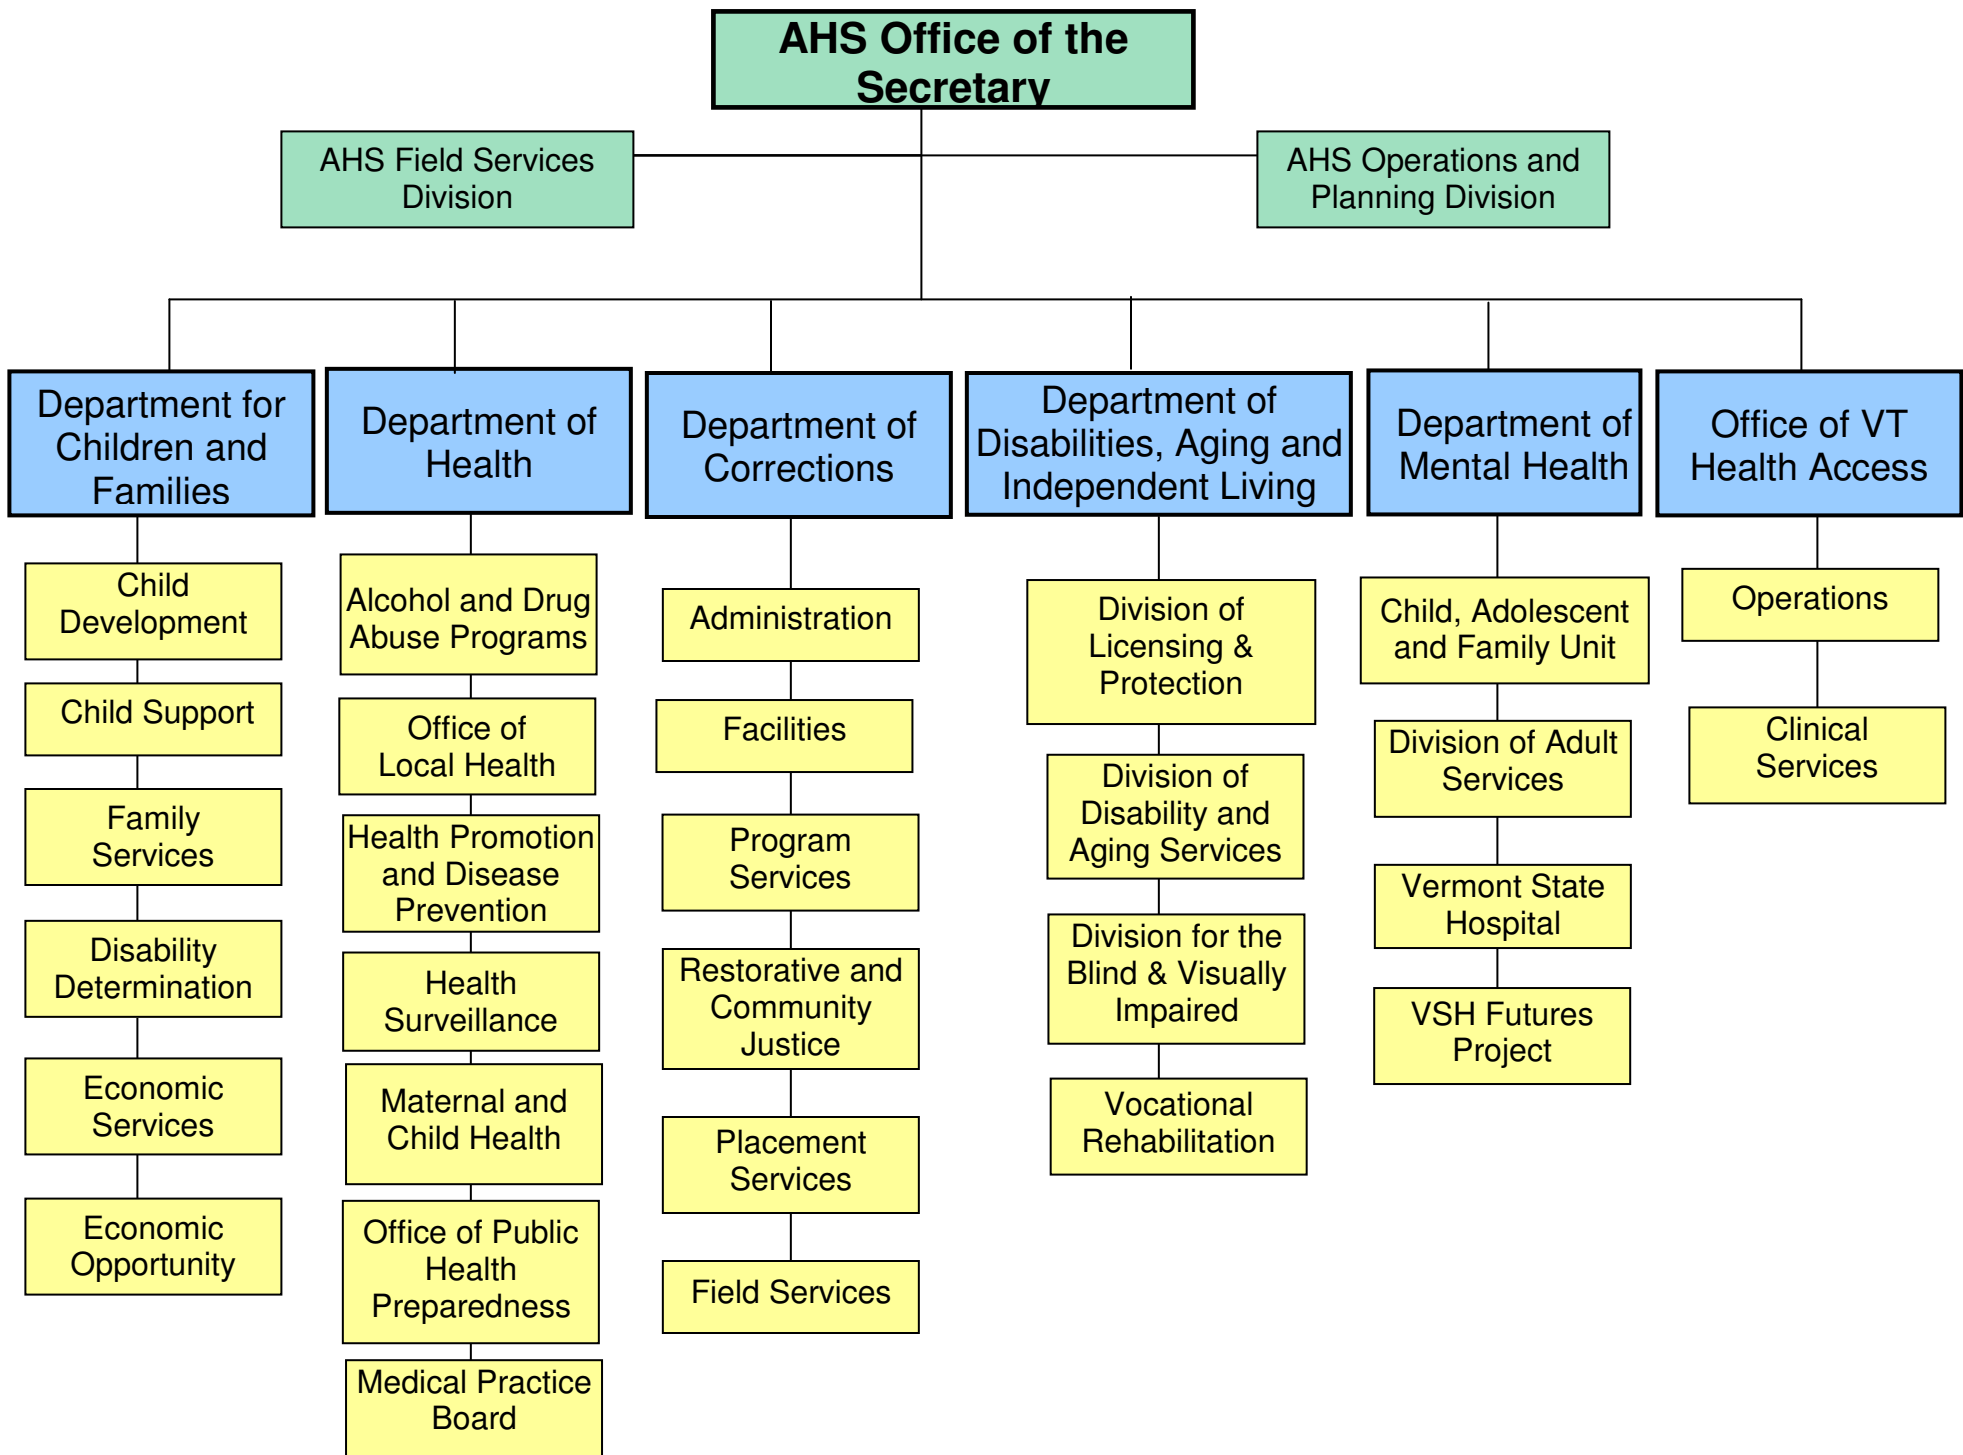 AHS Office of the
Secretary
AHS Field Services
Division
AHS Operations and
Planning Division
Department for
Children and
Families
Department of
Health
Department of
Corrections
Department of
Disabilities, Aging and
Independent Living
Department of
Mental Health
Office of VT
Health Access
Child
Development
Child Support
Family
Services
Disability
Determination
Economic
Services
Economic
Opportunity
Alcohol and Drug
Abuse Programs
Office of
Local Health
Health Promotion
and Disease
Prevention
Health
Surveillance
Maternal and
Child Health
Office of Public
Health
Preparedness
Medical Practice
Board
Administration
Facilities
Program
Services
Restorative and
Community
Justice
Placement
Services
Field Services
Division of
Licensing &
Protection
Division of
Disability and
Aging Services
Division for the
Blind & Visually
Impaired
Vocational
Rehabilitation
Child, Adolescent
and Family Unit
Division of Adult
Services
Vermont State
Hospital
VSH Futures
Project
Operations
Clinical
Services